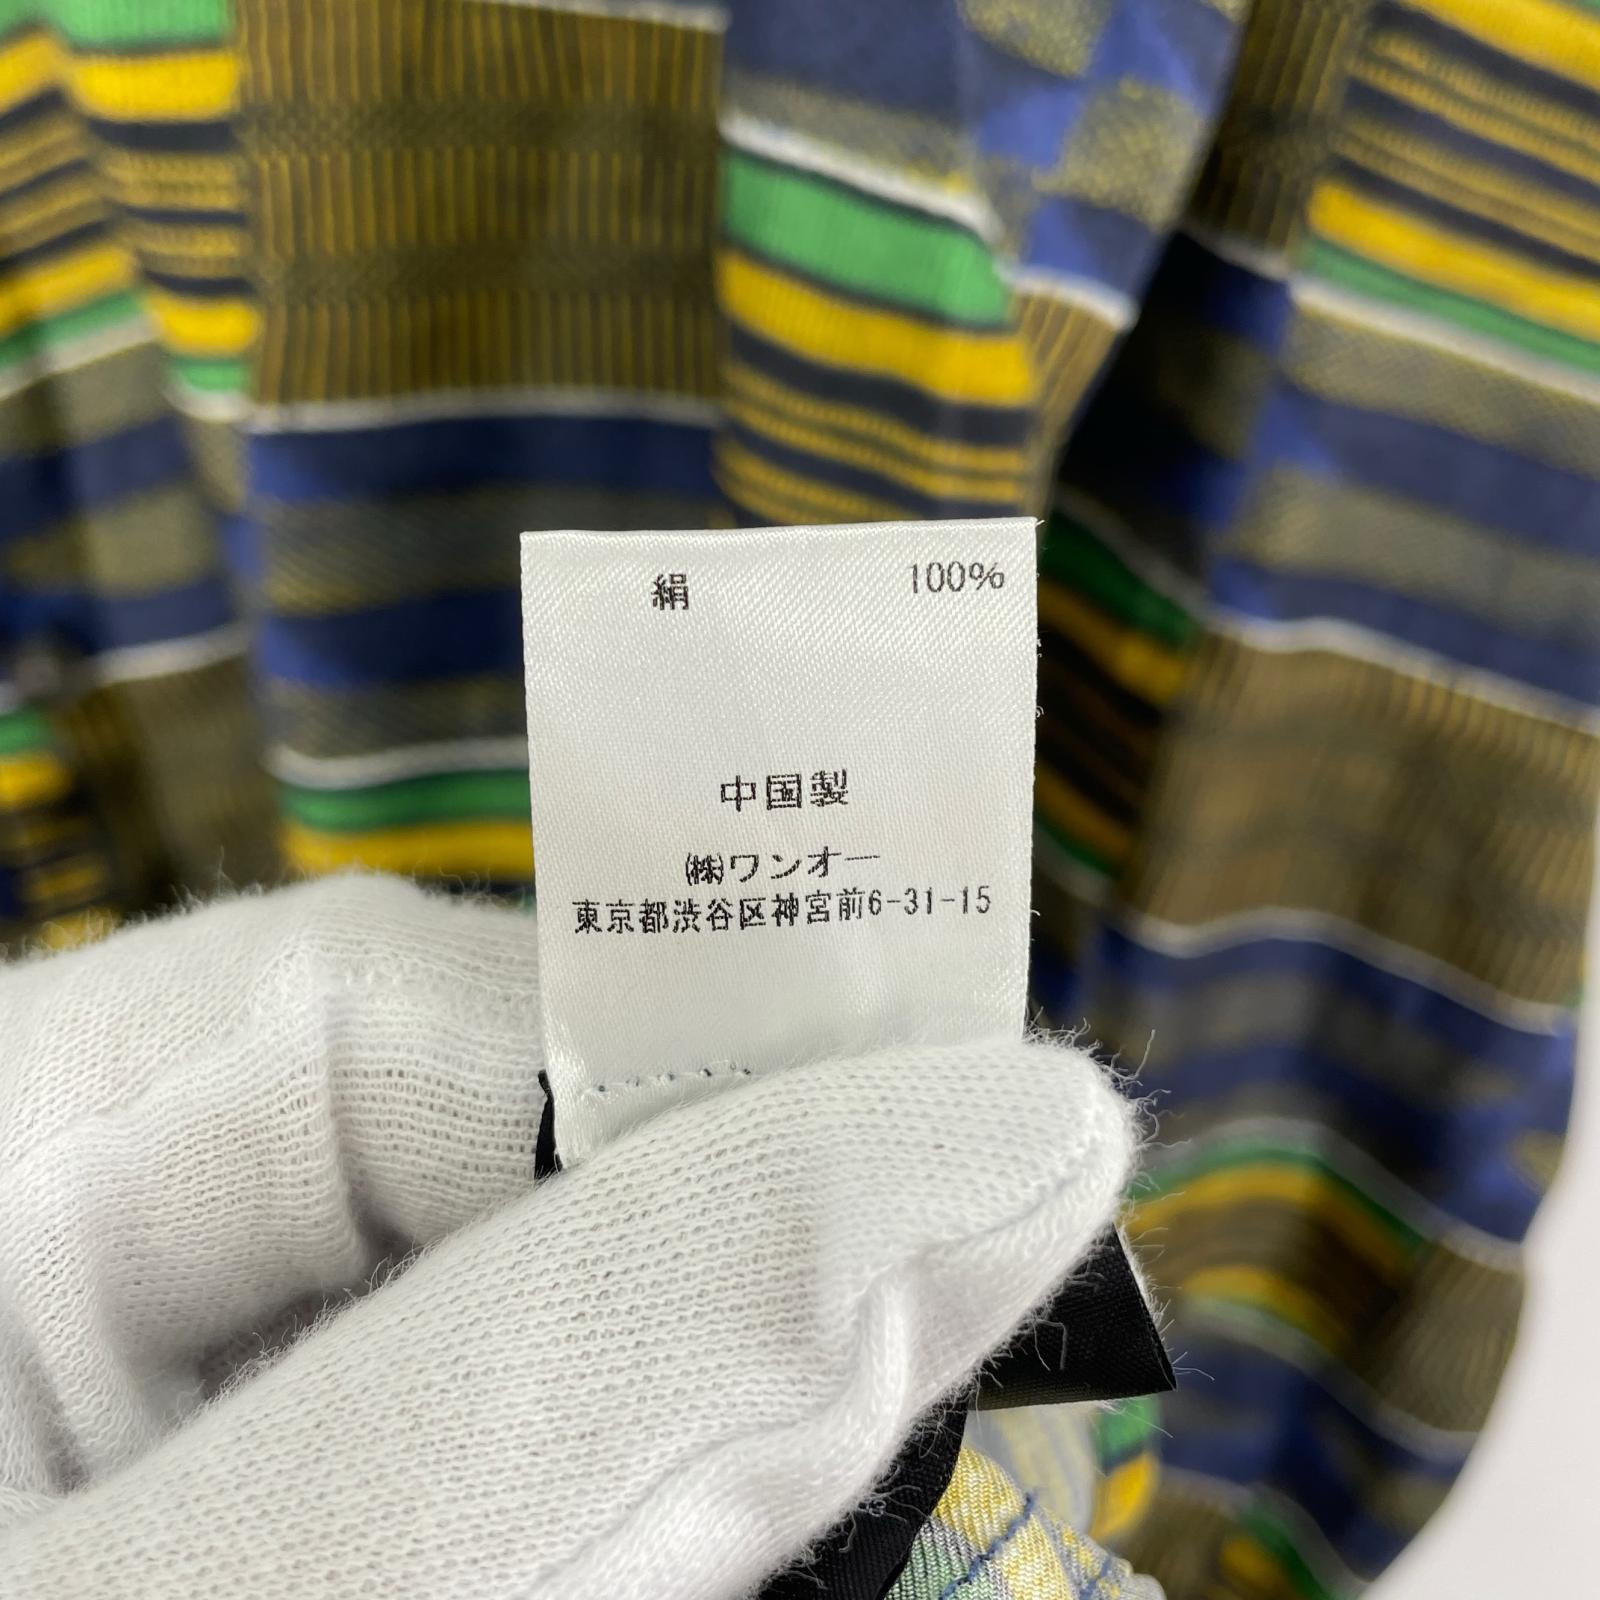 絹 100%
中国製
㈱ワンオー
東京都渋谷区神宮前6-31-15